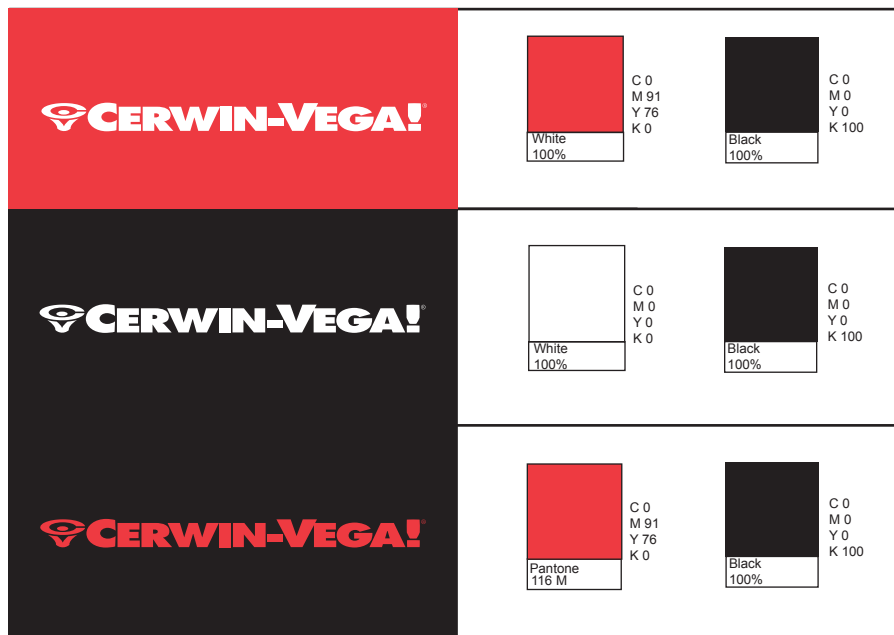 CERWIN-VEGA!®
C 0
M 91
Y 76
K 0
White
100%
C 0
M 0
Y 0
K 100
Black
100%
CERWIN-VEGA!®
C 0
M 0
Y 0
K 0
White
100%
C 0
M 0
Y 0
K 100
Black
100%
CERWIN-VEGA!®
C 0
M 91
Y 76
K 0
Pantone
116 M
C 0
M 0
Y 0
K 100
Black
100%